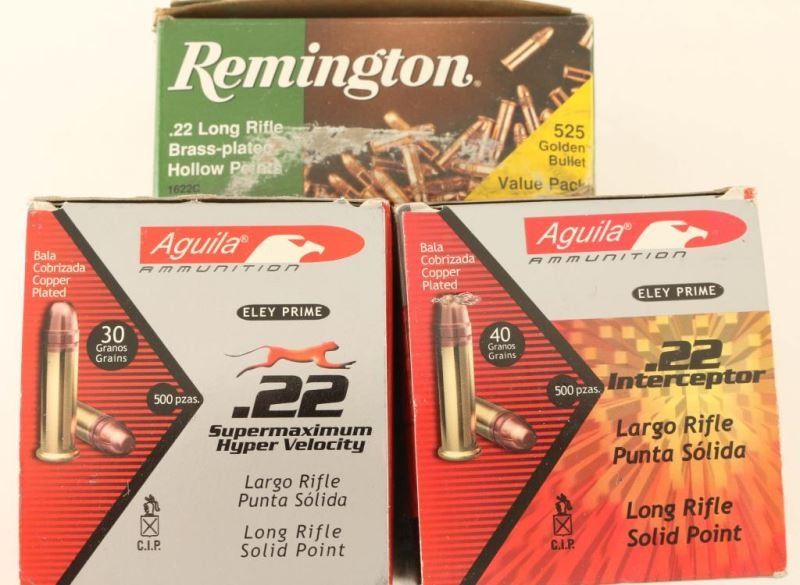 Remington®
.22 Long Rifle
Brass-plated
Hollow Points
1622C
525
Golden
Bullet
Value Pack
Aguila®
AMMUNITION
Bala
Cobrizada
Copper
Plated
ELEY PRIME
30
Granos
Grains
500 pzas.
.22
Supermaximum
Hyper Velocity
Largo Rifle
Punta Sólida
Long Rifle
Solid Point
C.I.P.
Aguila®
AMMUNITION
Bala
Cobrizada
Copper
Plated
ELEY PRIME
40
Granos
Grains
500 pzas.
.22
Interceptor
Largo Rifle
Punta Sólida
Long Rifle
Solid Point
C.I.P.